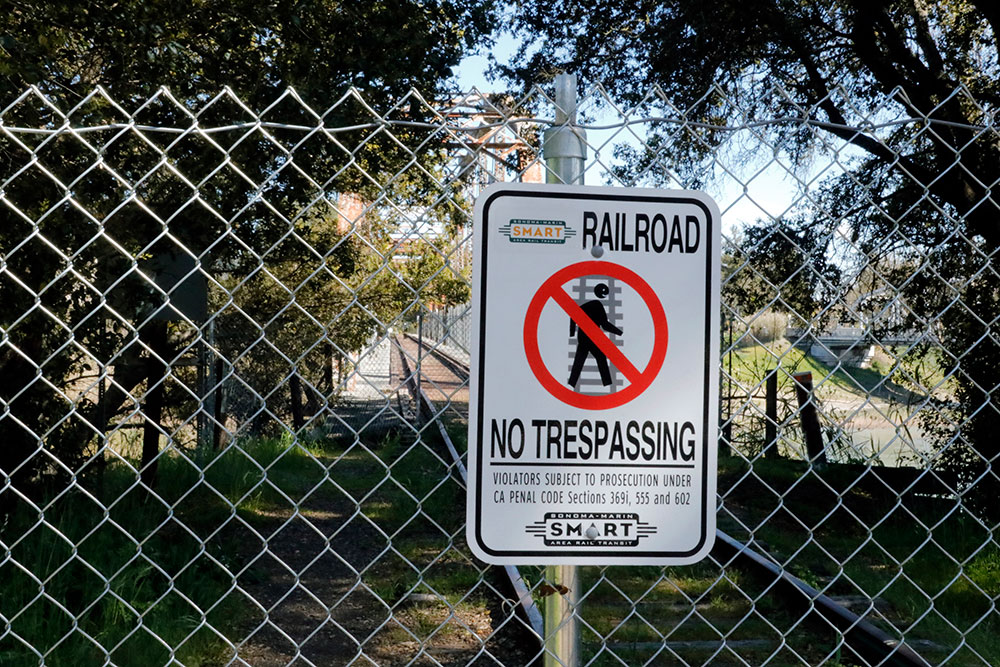 SONOMA-MARIN
SMART
AREA RAIL TRANSIT
RAILROAD
NO TRESPASSING
VIOLATORS SUBJECT TO PROSECUTION UNDER
CA PENAL CODE Sections 369i, 555 and 602
SONOMA-MARIN
SMART
AREA RAIL TRANSIT